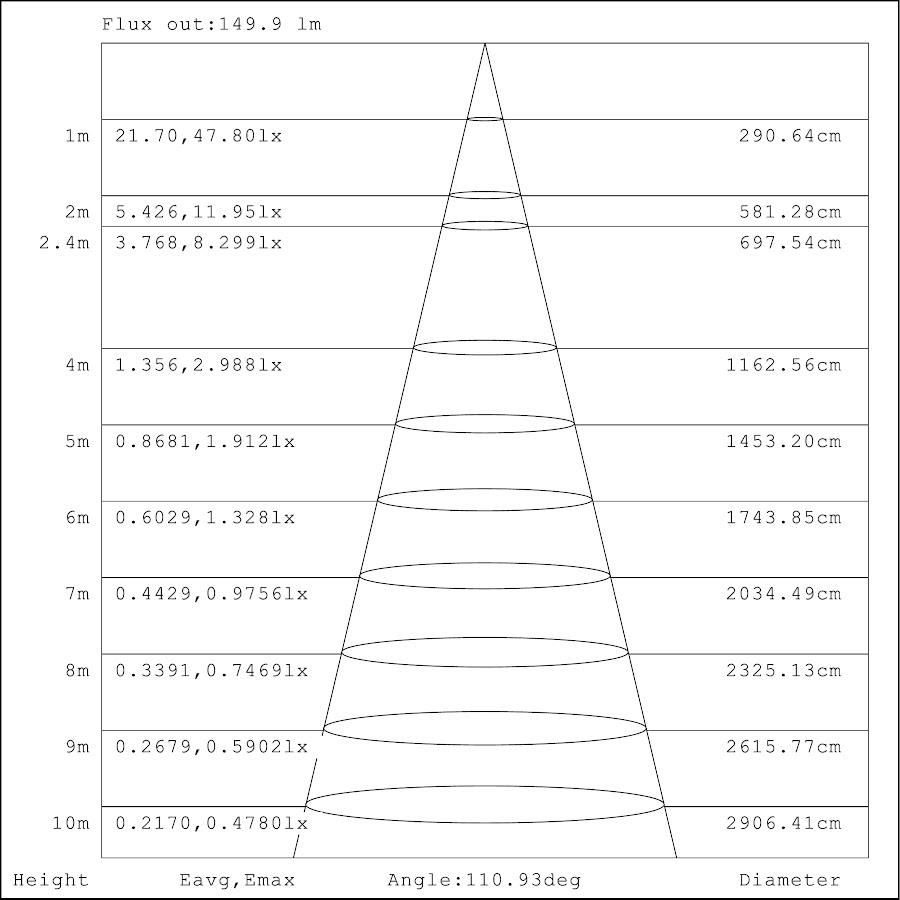 Flux out:149.9 lm
1m 21.70,47.80lx 290.64cm
2m 5.426,11.95lx 581.28cm
2.4m 3.768,8.299lx 697.54cm
4m 1.356,2.988lx 1162.56cm
5m 0.8681,1.912lx 1453.20cm
6m 0.6029,1.328lx 1743.85cm
7m 0.4429,0.9756lx 2034.49cm
8m 0.3391,0.7469lx 2325.13cm
9m 0.2679,0.5902lx 2615.77cm
10m 0.2170,0.4780lx 2906.41cm
Height Eavg,Emax Angle:110.93deg Diameter